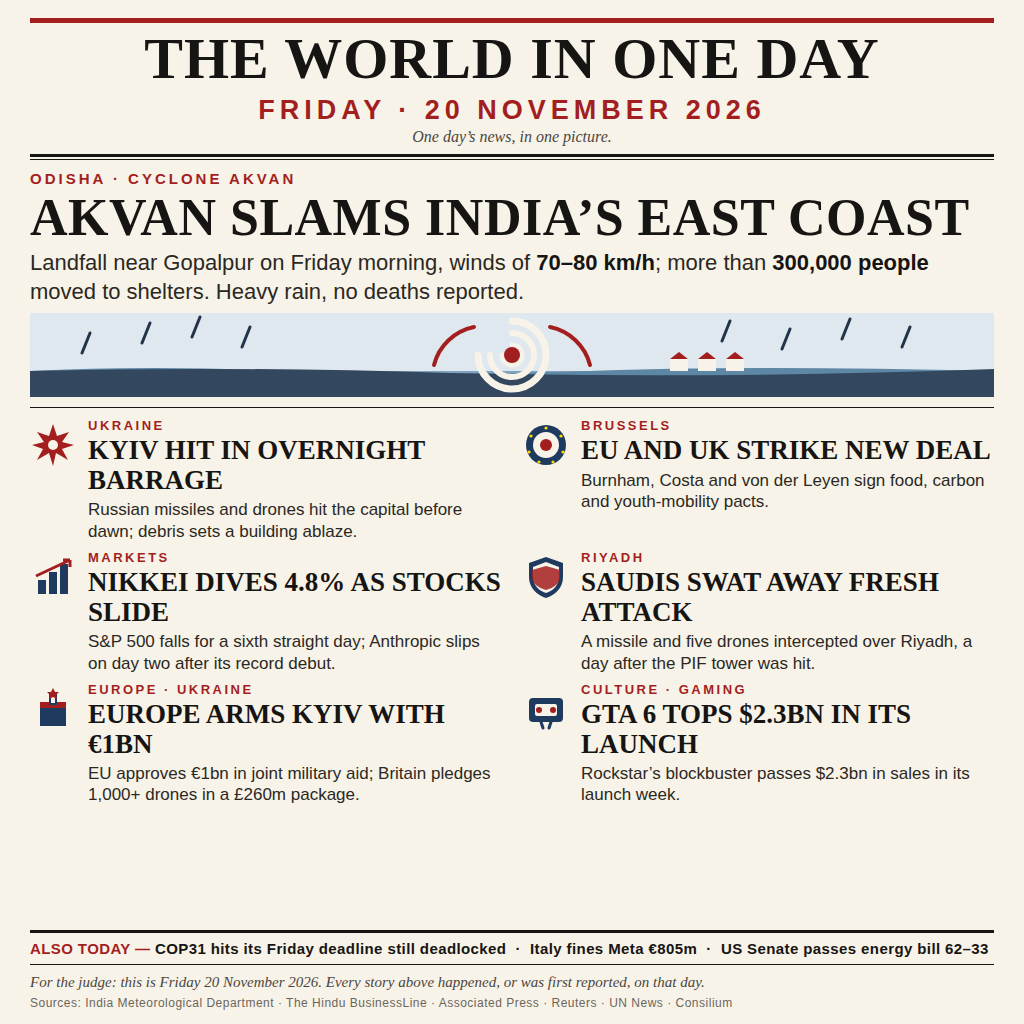 THE WORLD IN ONE DAY
FRIDAY · 20 NOVEMBER 2026
One day’s news, in one picture.
ODISHA · CYCLONE AKVAN
AKVAN SLAMS INDIA’S EAST COAST
Landfall near Gopalpur on Friday morning, winds of 70–80 km/h; more than 300,000 people
moved to shelters. Heavy rain, no deaths reported.
UKRAINE
KYIV HIT IN OVERNIGHT
BARRAGE
Russian missiles and drones hit the capital before
dawn; debris sets a building ablaze.
BRUSSELS
EU AND UK STRIKE NEW DEAL
Burnham, Costa and von der Leyen sign food, carbon
and youth-mobility pacts.
MARKETS
NIKKEI DIVES 4.8% AS STOCKS
SLIDE
S&P 500 falls for a sixth straight day; Anthropic slips
on day two after its record debut.
RIYADH
SAUDIS SWAT AWAY FRESH
ATTACK
A missile and five drones intercepted over Riyadh, a
day after the PIF tower was hit.
EUROPE · UKRAINE
EUROPE ARMS KYIV WITH
€1BN
EU approves €1bn in joint military aid; Britain pledges
1,000+ drones in a £260m package.
CULTURE · GAMING
GTA 6 TOPS $2.3BN IN ITS
LAUNCH
Rockstar’s blockbuster passes $2.3bn in sales in its
launch week.
ALSO TODAY — COP31 hits its Friday deadline still deadlocked · Italy fines Meta €805m · US Senate passes energy bill 62–33
For the judge: this is Friday 20 November 2026. Every story above happened, or was first reported, on that day.
Sources: India Meteorological Department · The Hindu BusinessLine · Associated Press · Reuters · UN News · Consilium